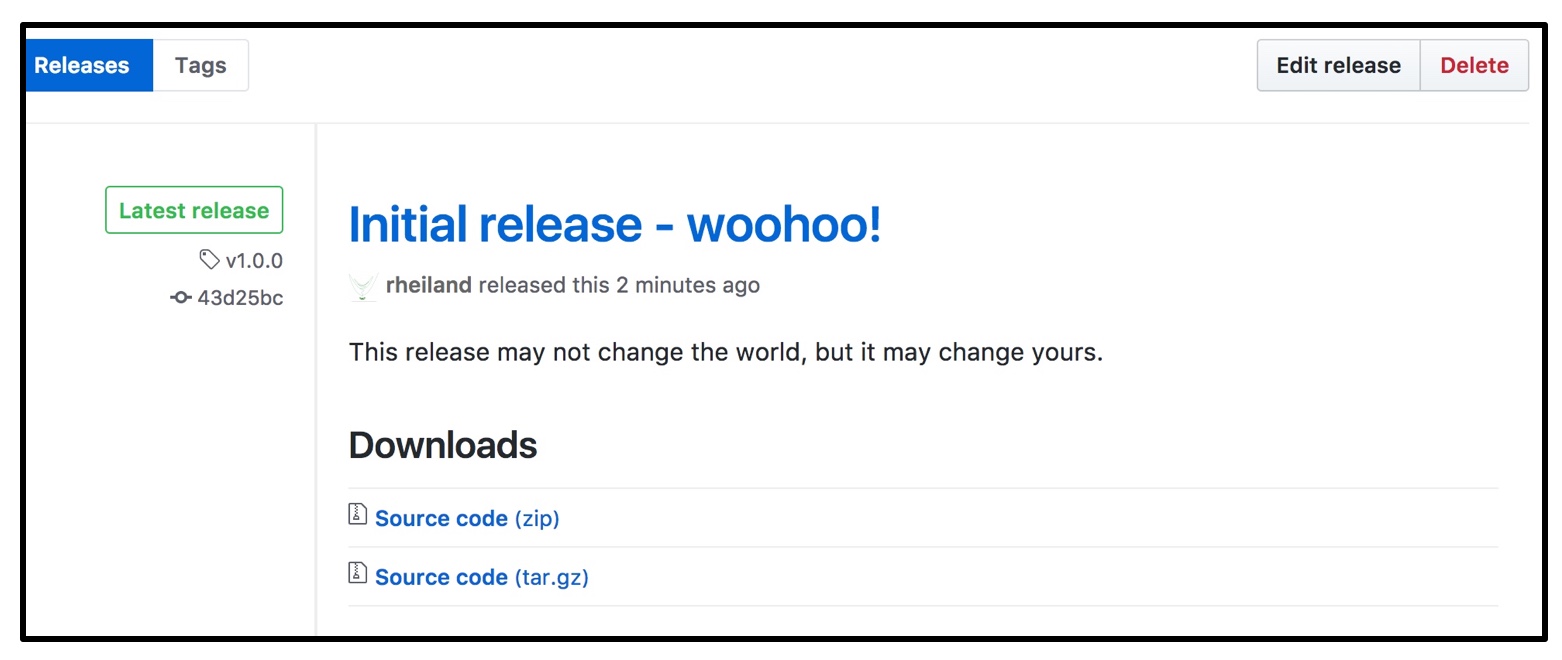 Releases Tags Edit release Delete
Latest release
v1.0.0
43d25bc
Initial release - woohoo!
rheiland released this 2 minutes ago
This release may not change the world, but it may change yours.
Downloads
Source code (zip)
Source code (tar.gz)